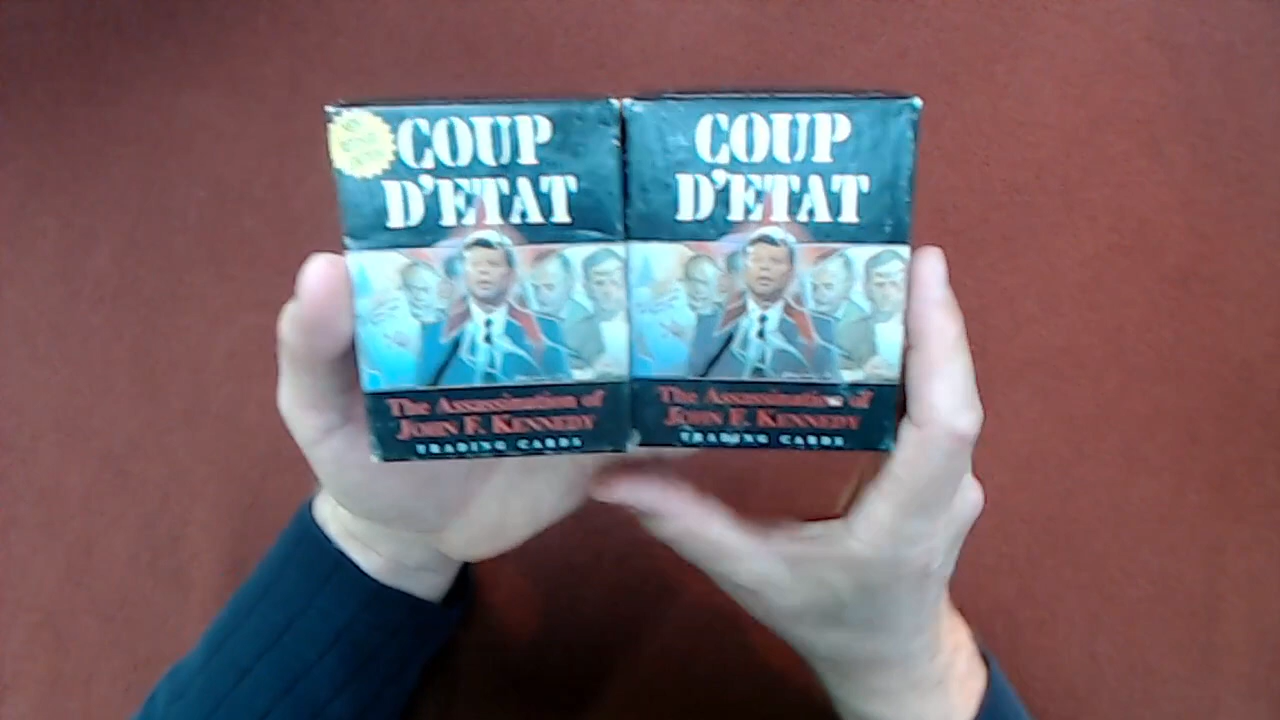 COUP
D'ETAT
The Assassination of
JOHN F. KENNEDY
TRADING CARDS
COUP
D'ETAT
The Assassination of
JOHN F. KENNEDY
TRADING CARDS